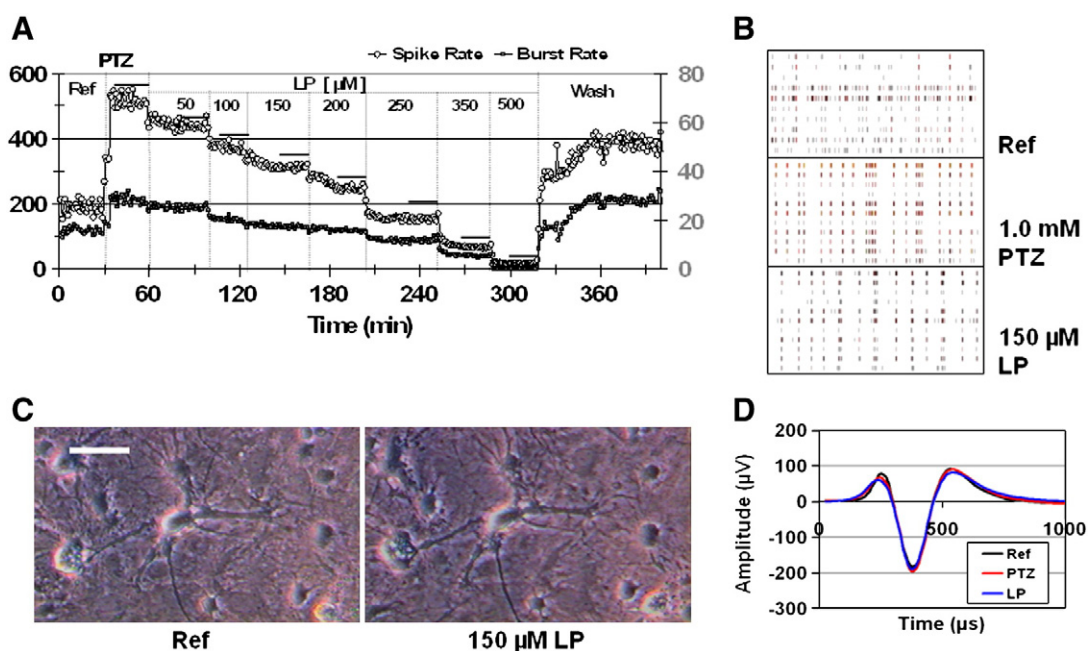 A
Spike Rate
Burst Rate
PTZ
600
400
200
0
Ref
LP [ µM]
50
100
150
200
250
350
500
Wash
80
60
40
20
0
0 60 120 180 240 300 360
Time (min)
B
Ref
1.0 mM
PTZ
150 µM
LP
C
Ref
150 µM LP
D
Amplitude (µV)
200
100
0
-100
-200
-300
0 500 1000
Ref
PTZ
LP
Time (µs)